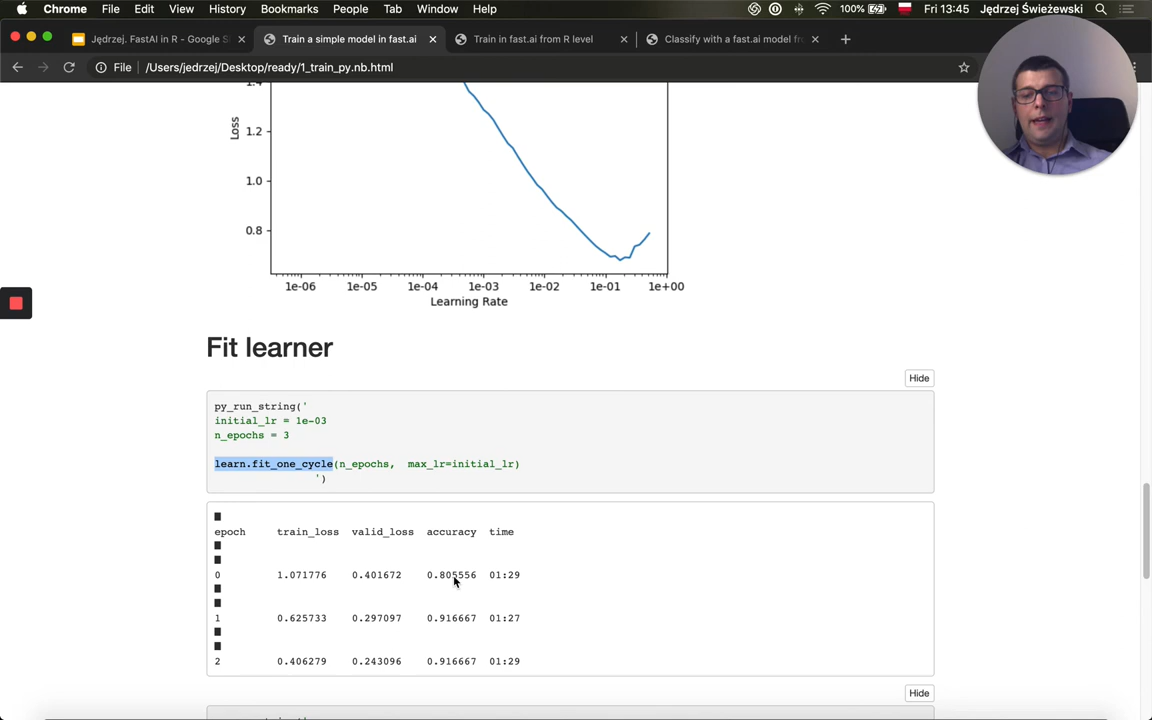 Chrome File Edit View History Bookmarks People Tab Window Help 100% Fri 13:45 Jędrzej Świeżewski
Jędrzej. FastAI in R - Google S
Train a simple model in fast.ai
Train in fast.ai from R level
Classify with a fast.ai model fr
File /Users/jedrzej/Desktop/ready/1_train_py.nb.html
1.4
1.2
1.0
0.8
Loss
1e-06 1e-05 1e-04 1e-03 1e-02 1e-01 1e+00
Learning Rate
Fit learner
Hide
py_run_string('
initial_lr = 1e-03
n_epochs = 3
learn.fit_one_cycle(n_epochs, max_lr=initial_lr)
')
epoch train_loss valid_loss accuracy time
0 1.071776 0.401672 0.805556 01:29
1 0.625733 0.297097 0.916667 01:27
2 0.406279 0.243096 0.916667 01:29
Hide